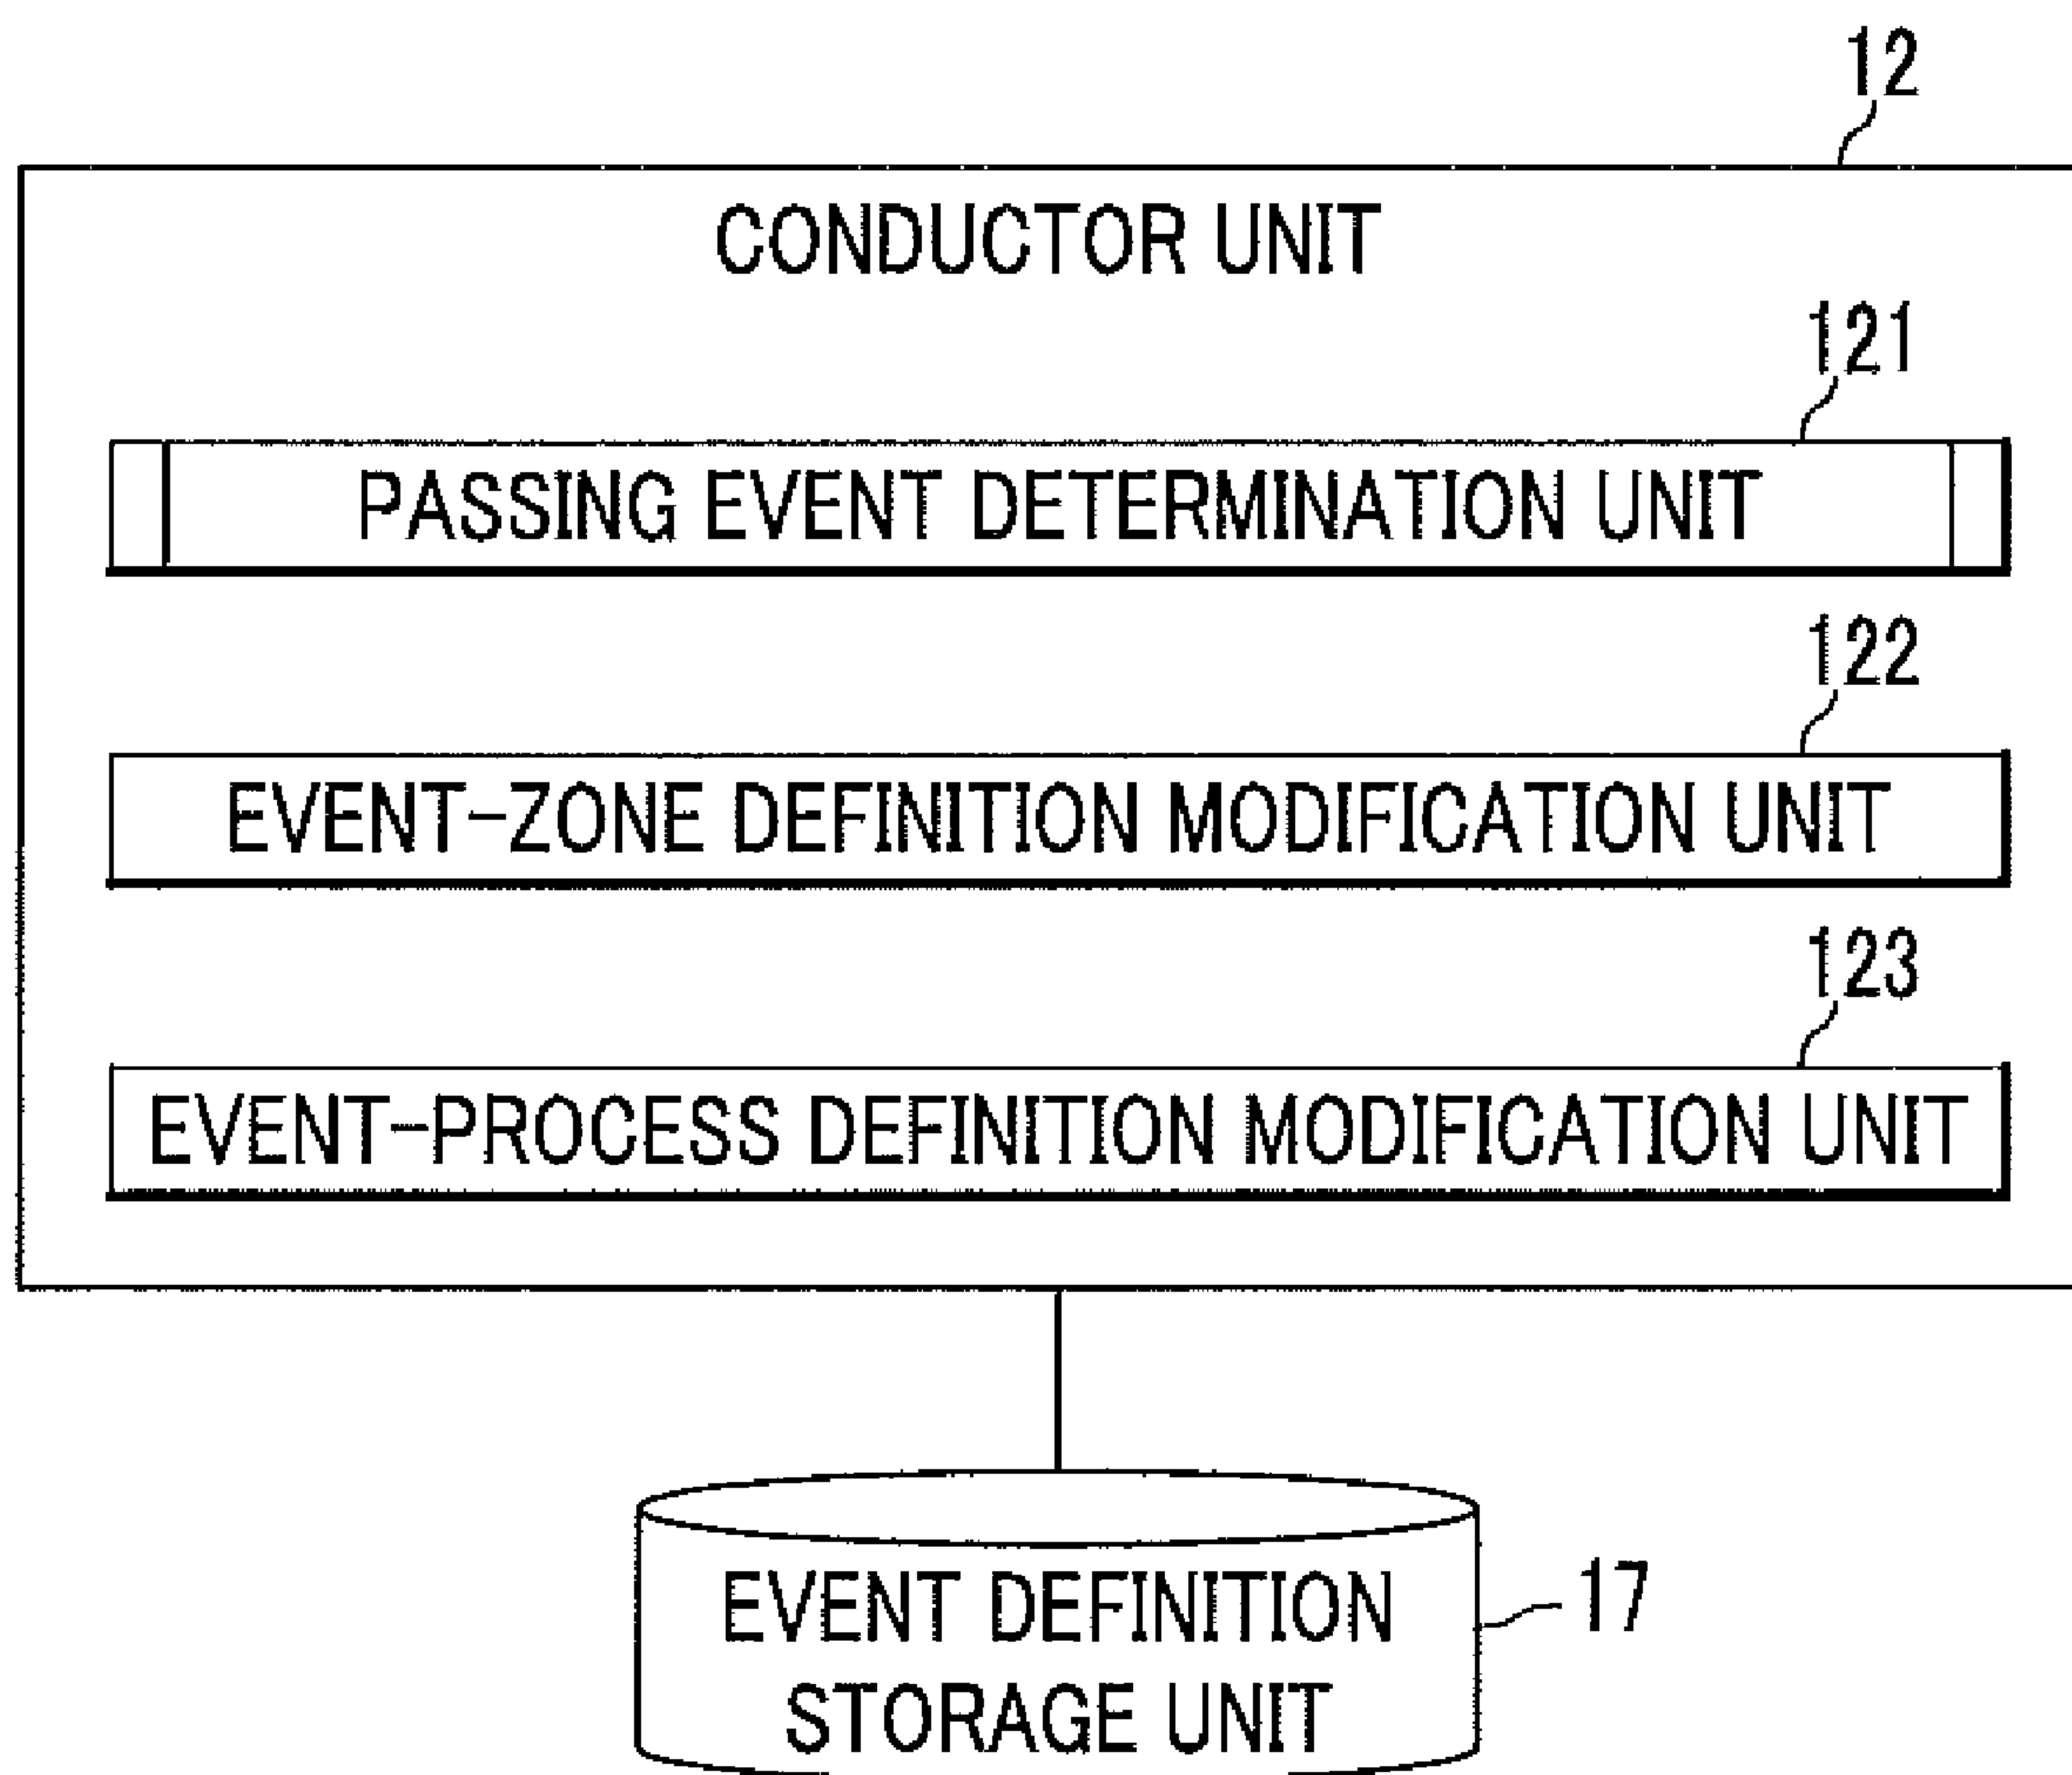 12
CONDUCTOR UNIT
121
PASSING EVENT DETERMINATION UNIT
122
EVENT-ZONE DEFINITION MODIFICATION UNIT
123
EVENT-PROCESS DEFINITION MODIFICATION UNIT
EVENT DEFINITION
17
STORAGE UNIT